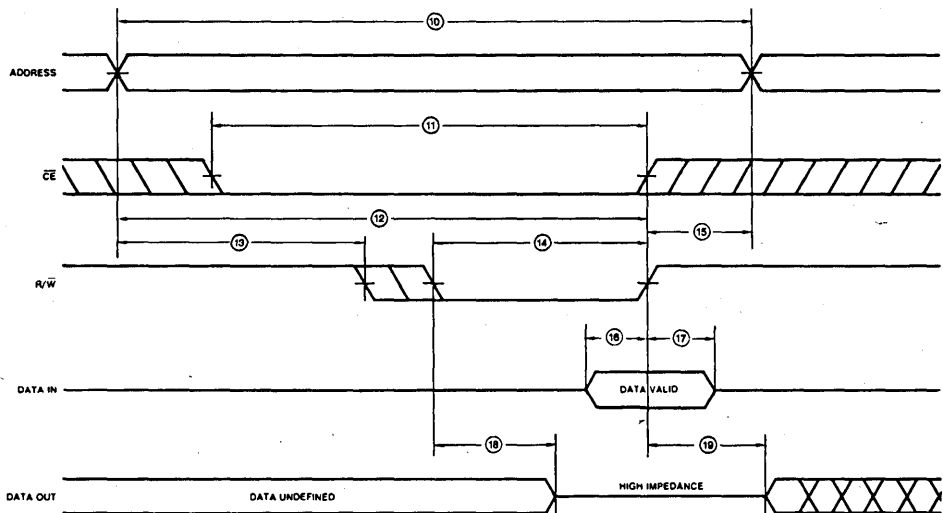 ⑩
ADDRESS
⑪
C̅E̅
⑫
⑬ ⑭ ⑮
R/W̅
⑯ ⑰
DATA IN DATA VALID
⑱ ⑲
DATA OUT DATA UNDEFINED HIGH IMPEDANCE